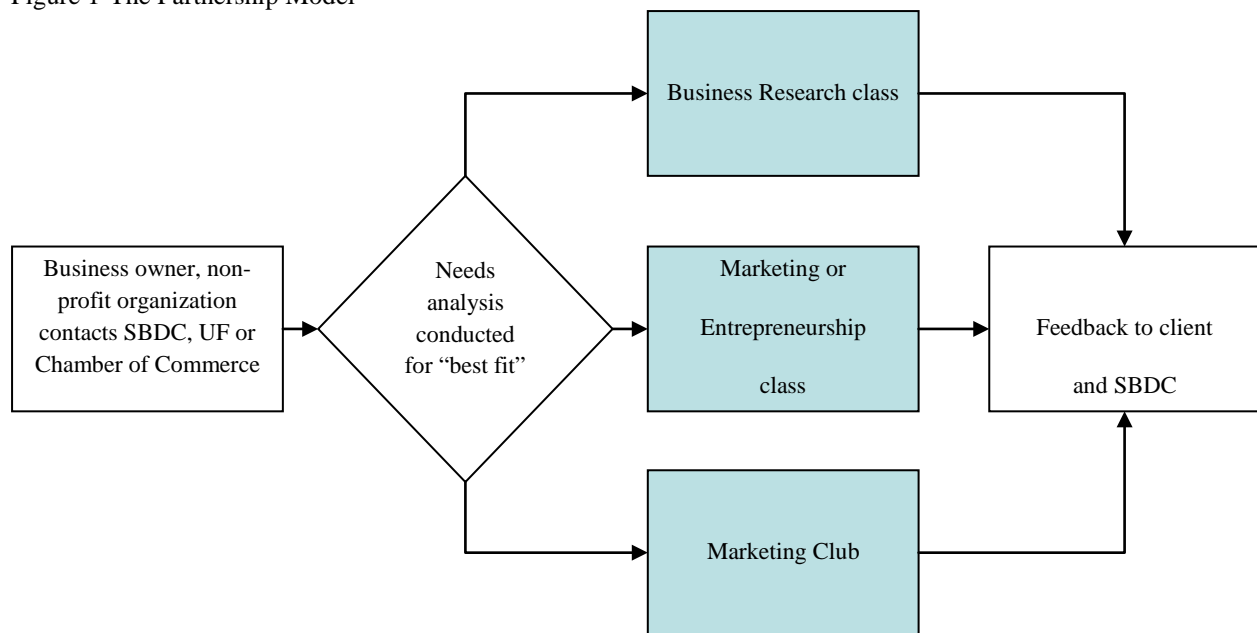 Figure 1 The Partnership Model
Business Research class
Business owner, non-
profit organization
contacts SBDC, UF or
Chamber of Commerce
Needs
analysis
conducted
for “best fit”
Marketing or
Entrepreneurship
class
Feedback to client
and SBDC
Marketing Club